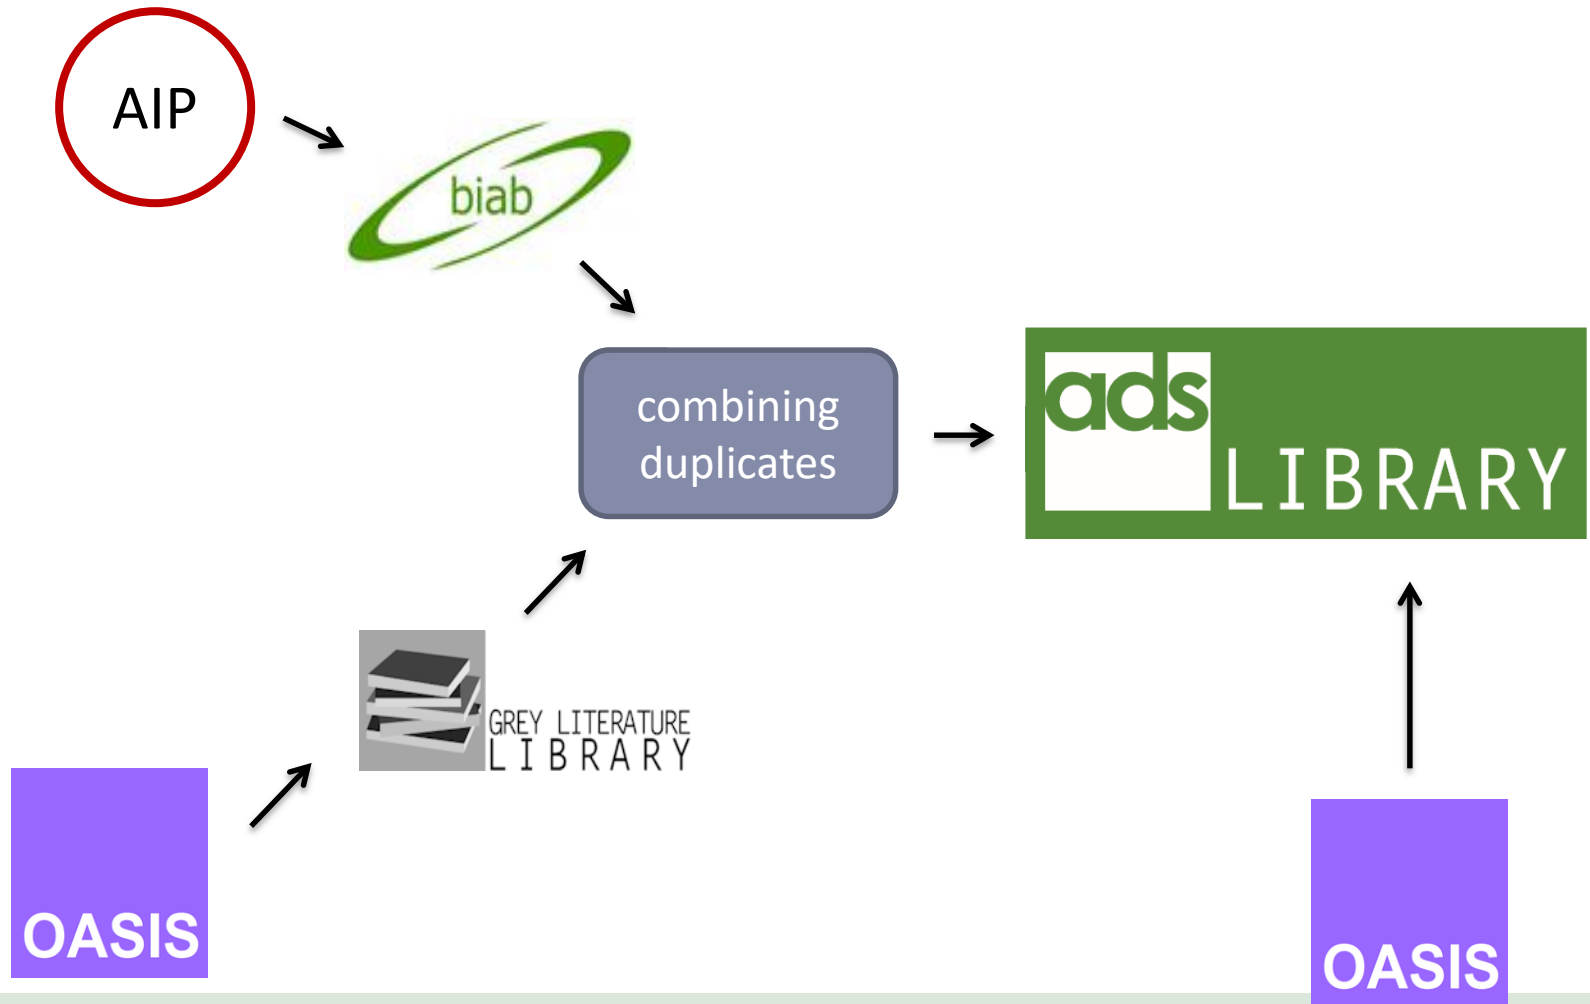 AIP
biab
combining
duplicates
ads
LIBRARY
GREY LITERATURE
LIBRARY
OASIS
OASIS